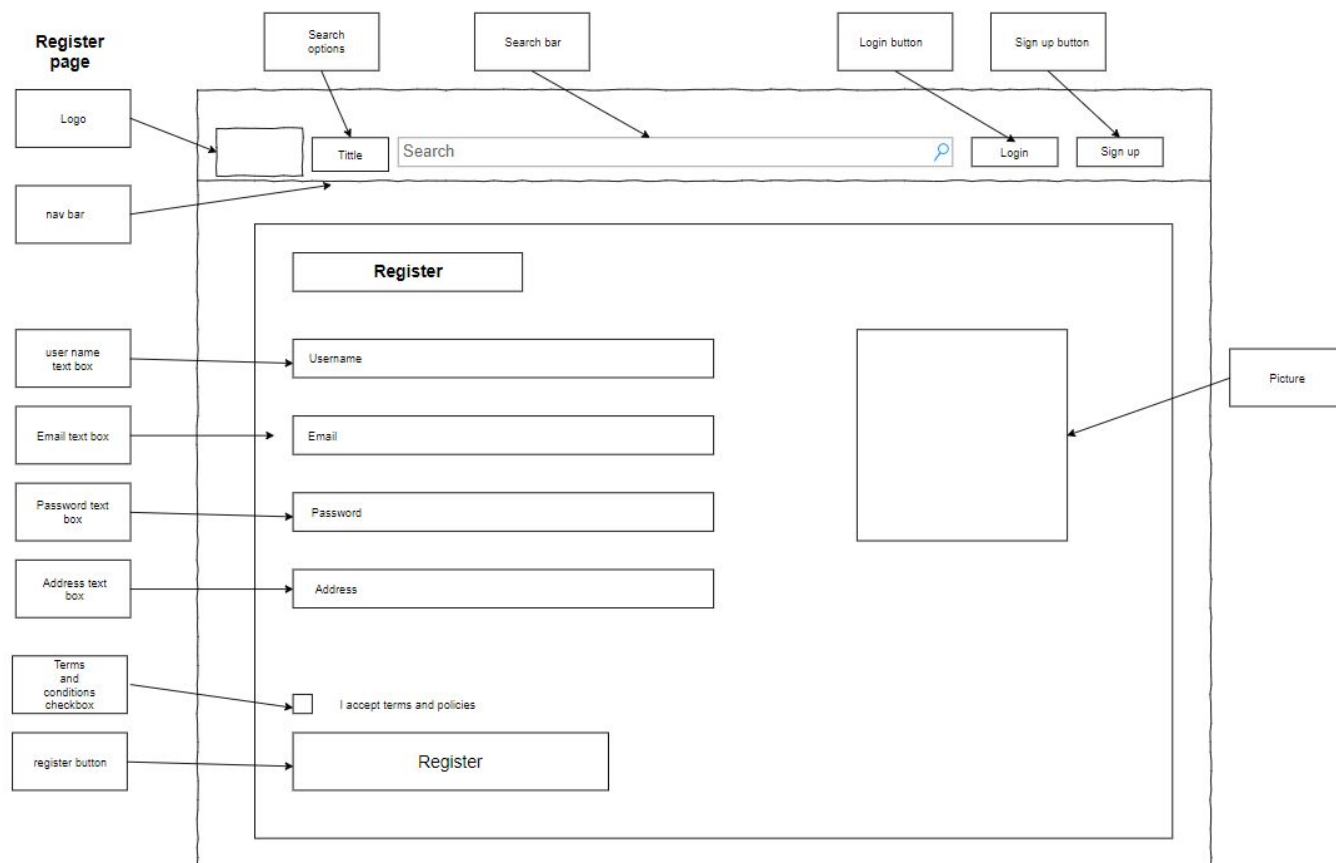 Register
page
Search
options
Search bar
Login button
Sign up button
Logo
Tittle
Search
Login
Sign up
nav bar
Register
user name
text box
Username
Picture
Email text box
Email
Password text
box
Password
Address text
box
Address
Terms
and
conditions
checkbox
I accept terms and policies
register button
Register